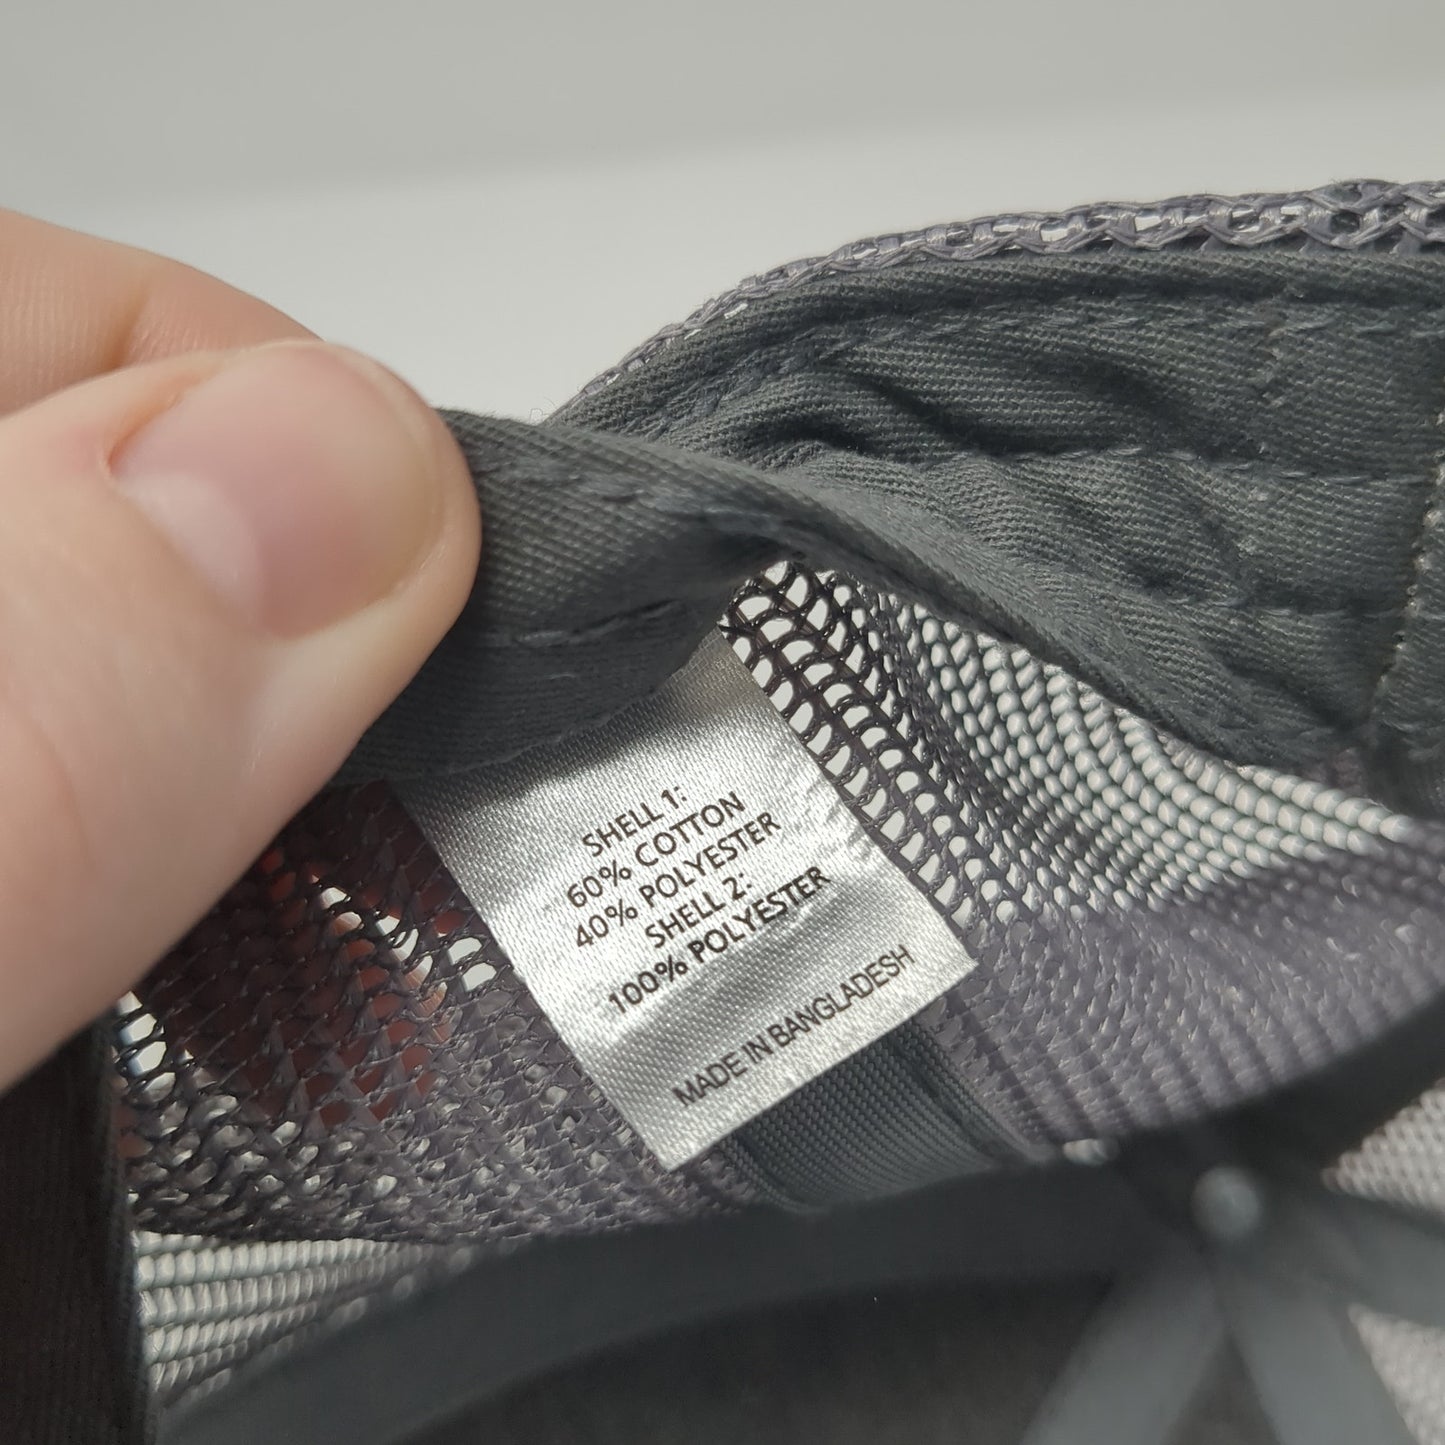 SHELL 1:
60% COTTON
40% POLYESTER
SHELL 2:
100% POLYESTER
MADE IN BANGLADESH